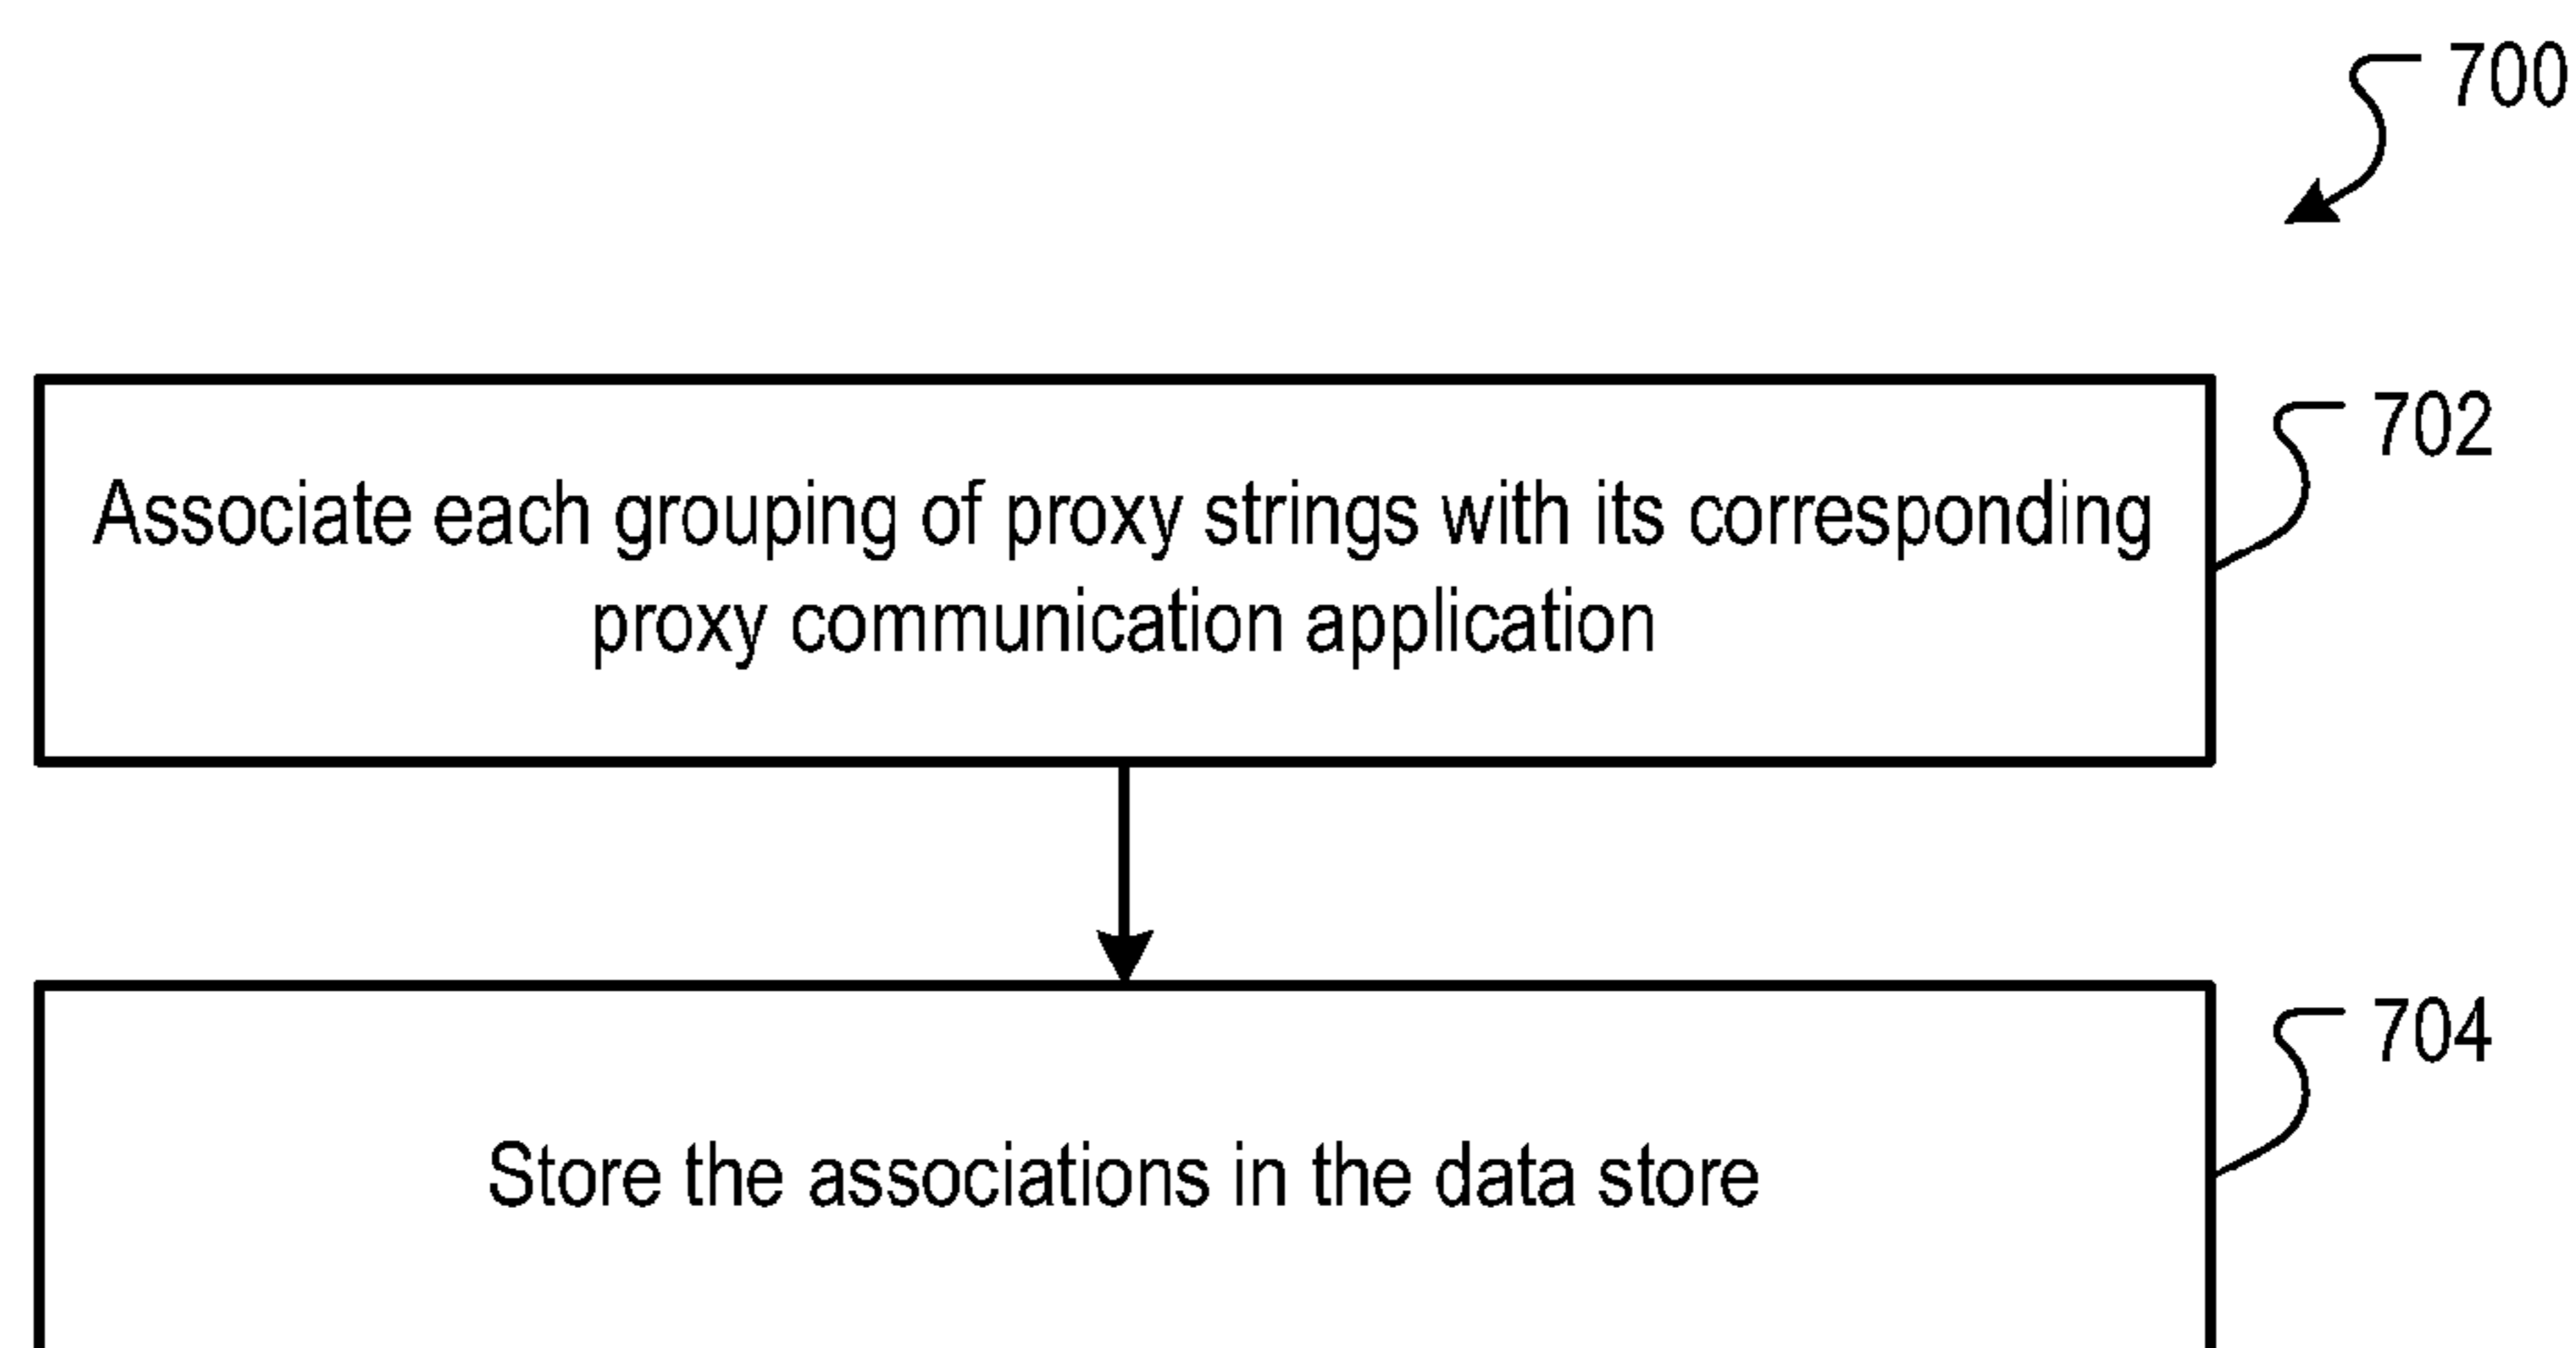 700
702
Associate each grouping of proxy strings with its corresponding
proxy communication application
704
Store the associations in the data store